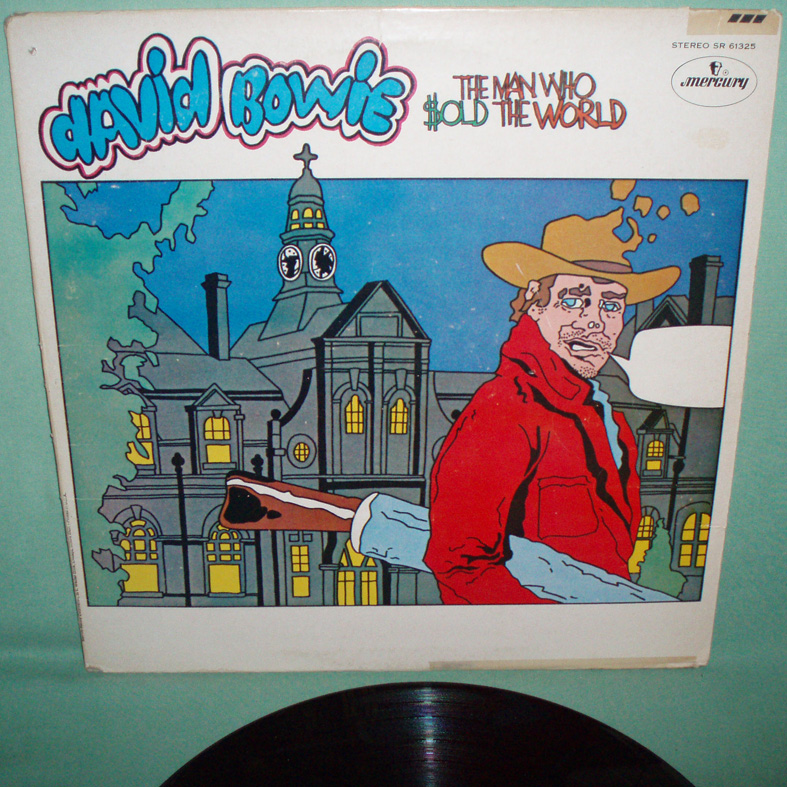 STEREO SR 61325
david Bowie
THE MAN WHO
$OLD THE WORLD
mercury